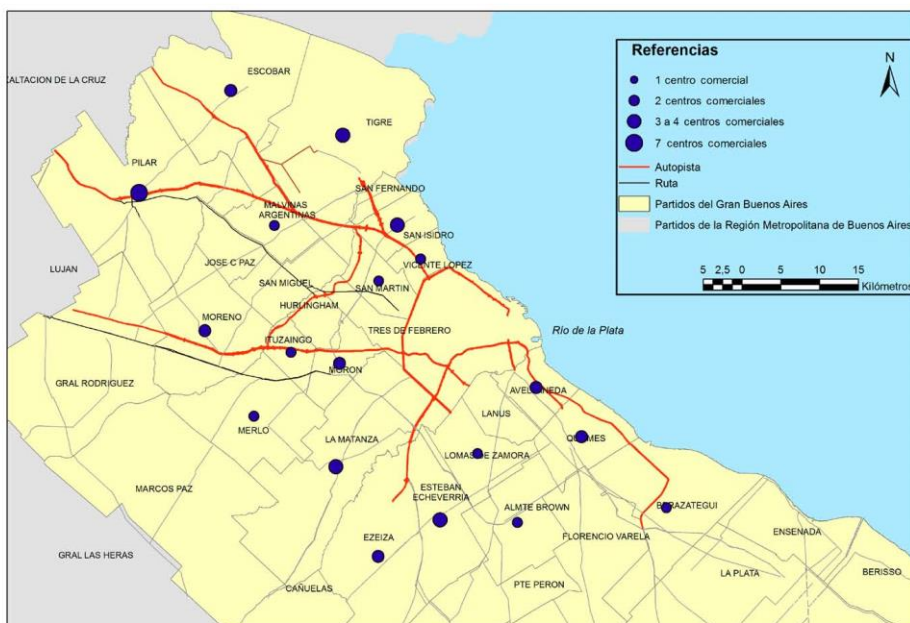 Referencias
1 centro comercial
2 centros comerciales
3 a 4 centros comerciales
7 centros comerciales
Autopista
Ruta
Partidos del Gran Buenos Aires
Partidos de la Región Metropolitana de Buenos Aires
N
5 2,5 0 5 10 15
Kilómetros
ESCOBAR
XALTACION DE LA CRUZ
TIGRE
PILAR
SAN FERNANDO
MALVINAS
ARGENTINAS
SAN ISIDRO
JOSE C PAZ
VICENTE LOPEZ
LUJAN
SAN MIGUEL
SAN MARTIN
HURLINGHAM
MORENO
TRES DE FEBRERO
Río de la Plata
ITUZAINGO
MORON
GRAL RODRIGUEZ
AVELLANEDA
LANUS
MERLO
LA MATANZA
QUILMES
LOMAS DE ZAMORA
MARCOS PAZ
ESTEBAN
ECHEVERRIA
ALMTE BROWN
BERAZATEGUI
ENSENADA
EZEIZA
FLORENCIO VARELA
GRAL LAS HERAS
LA PLATA
BERISSO
CAÑUELAS
PTE PERON